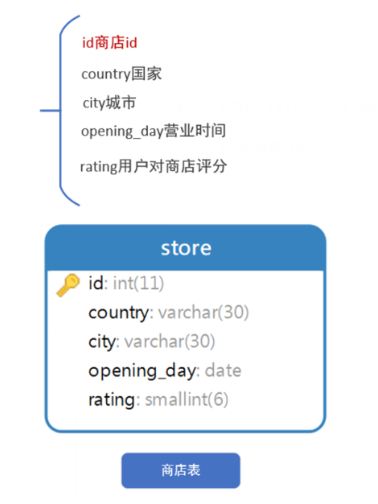 id商店id
country国家
city城市
opening_day营业时间
rating用户对商店评分
store
id: int(11)
country: varchar(30)
city: varchar(30)
opening_day: date
rating: smallint(6)
商店表